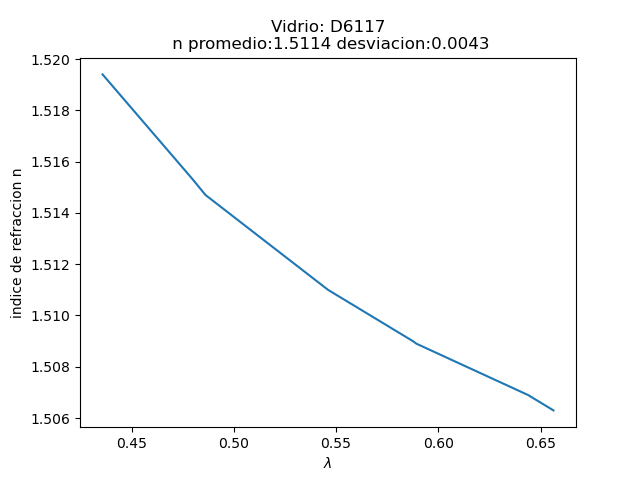 Vidrio: D6117
n promedio:1.5114 desviacion:0.0043
1.520
1.518
1.516
1.514
1.512
1.510
1.508
1.506
indice de refraccion n
0.45 0.50 0.55 0.60 0.65
λ